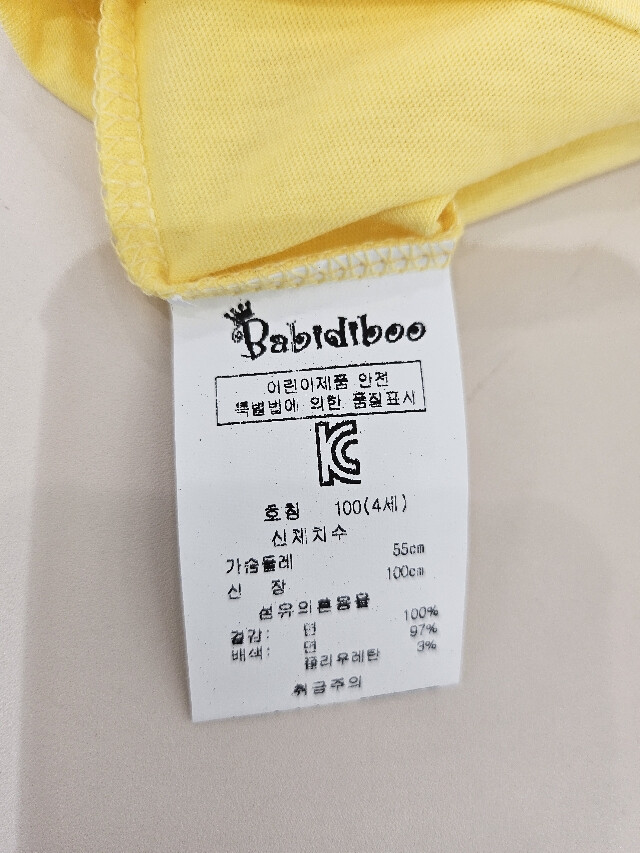 Babidiboo
어린이제품 안전
특별법에 의한 품질표시
KC
호칭 100(4세)
신체치수
가슴둘레 55cm
신 장 100cm
섬유의혼용율
겉감: 면 100%
배색: 면 97%
폴리우레탄 3%
취급주의